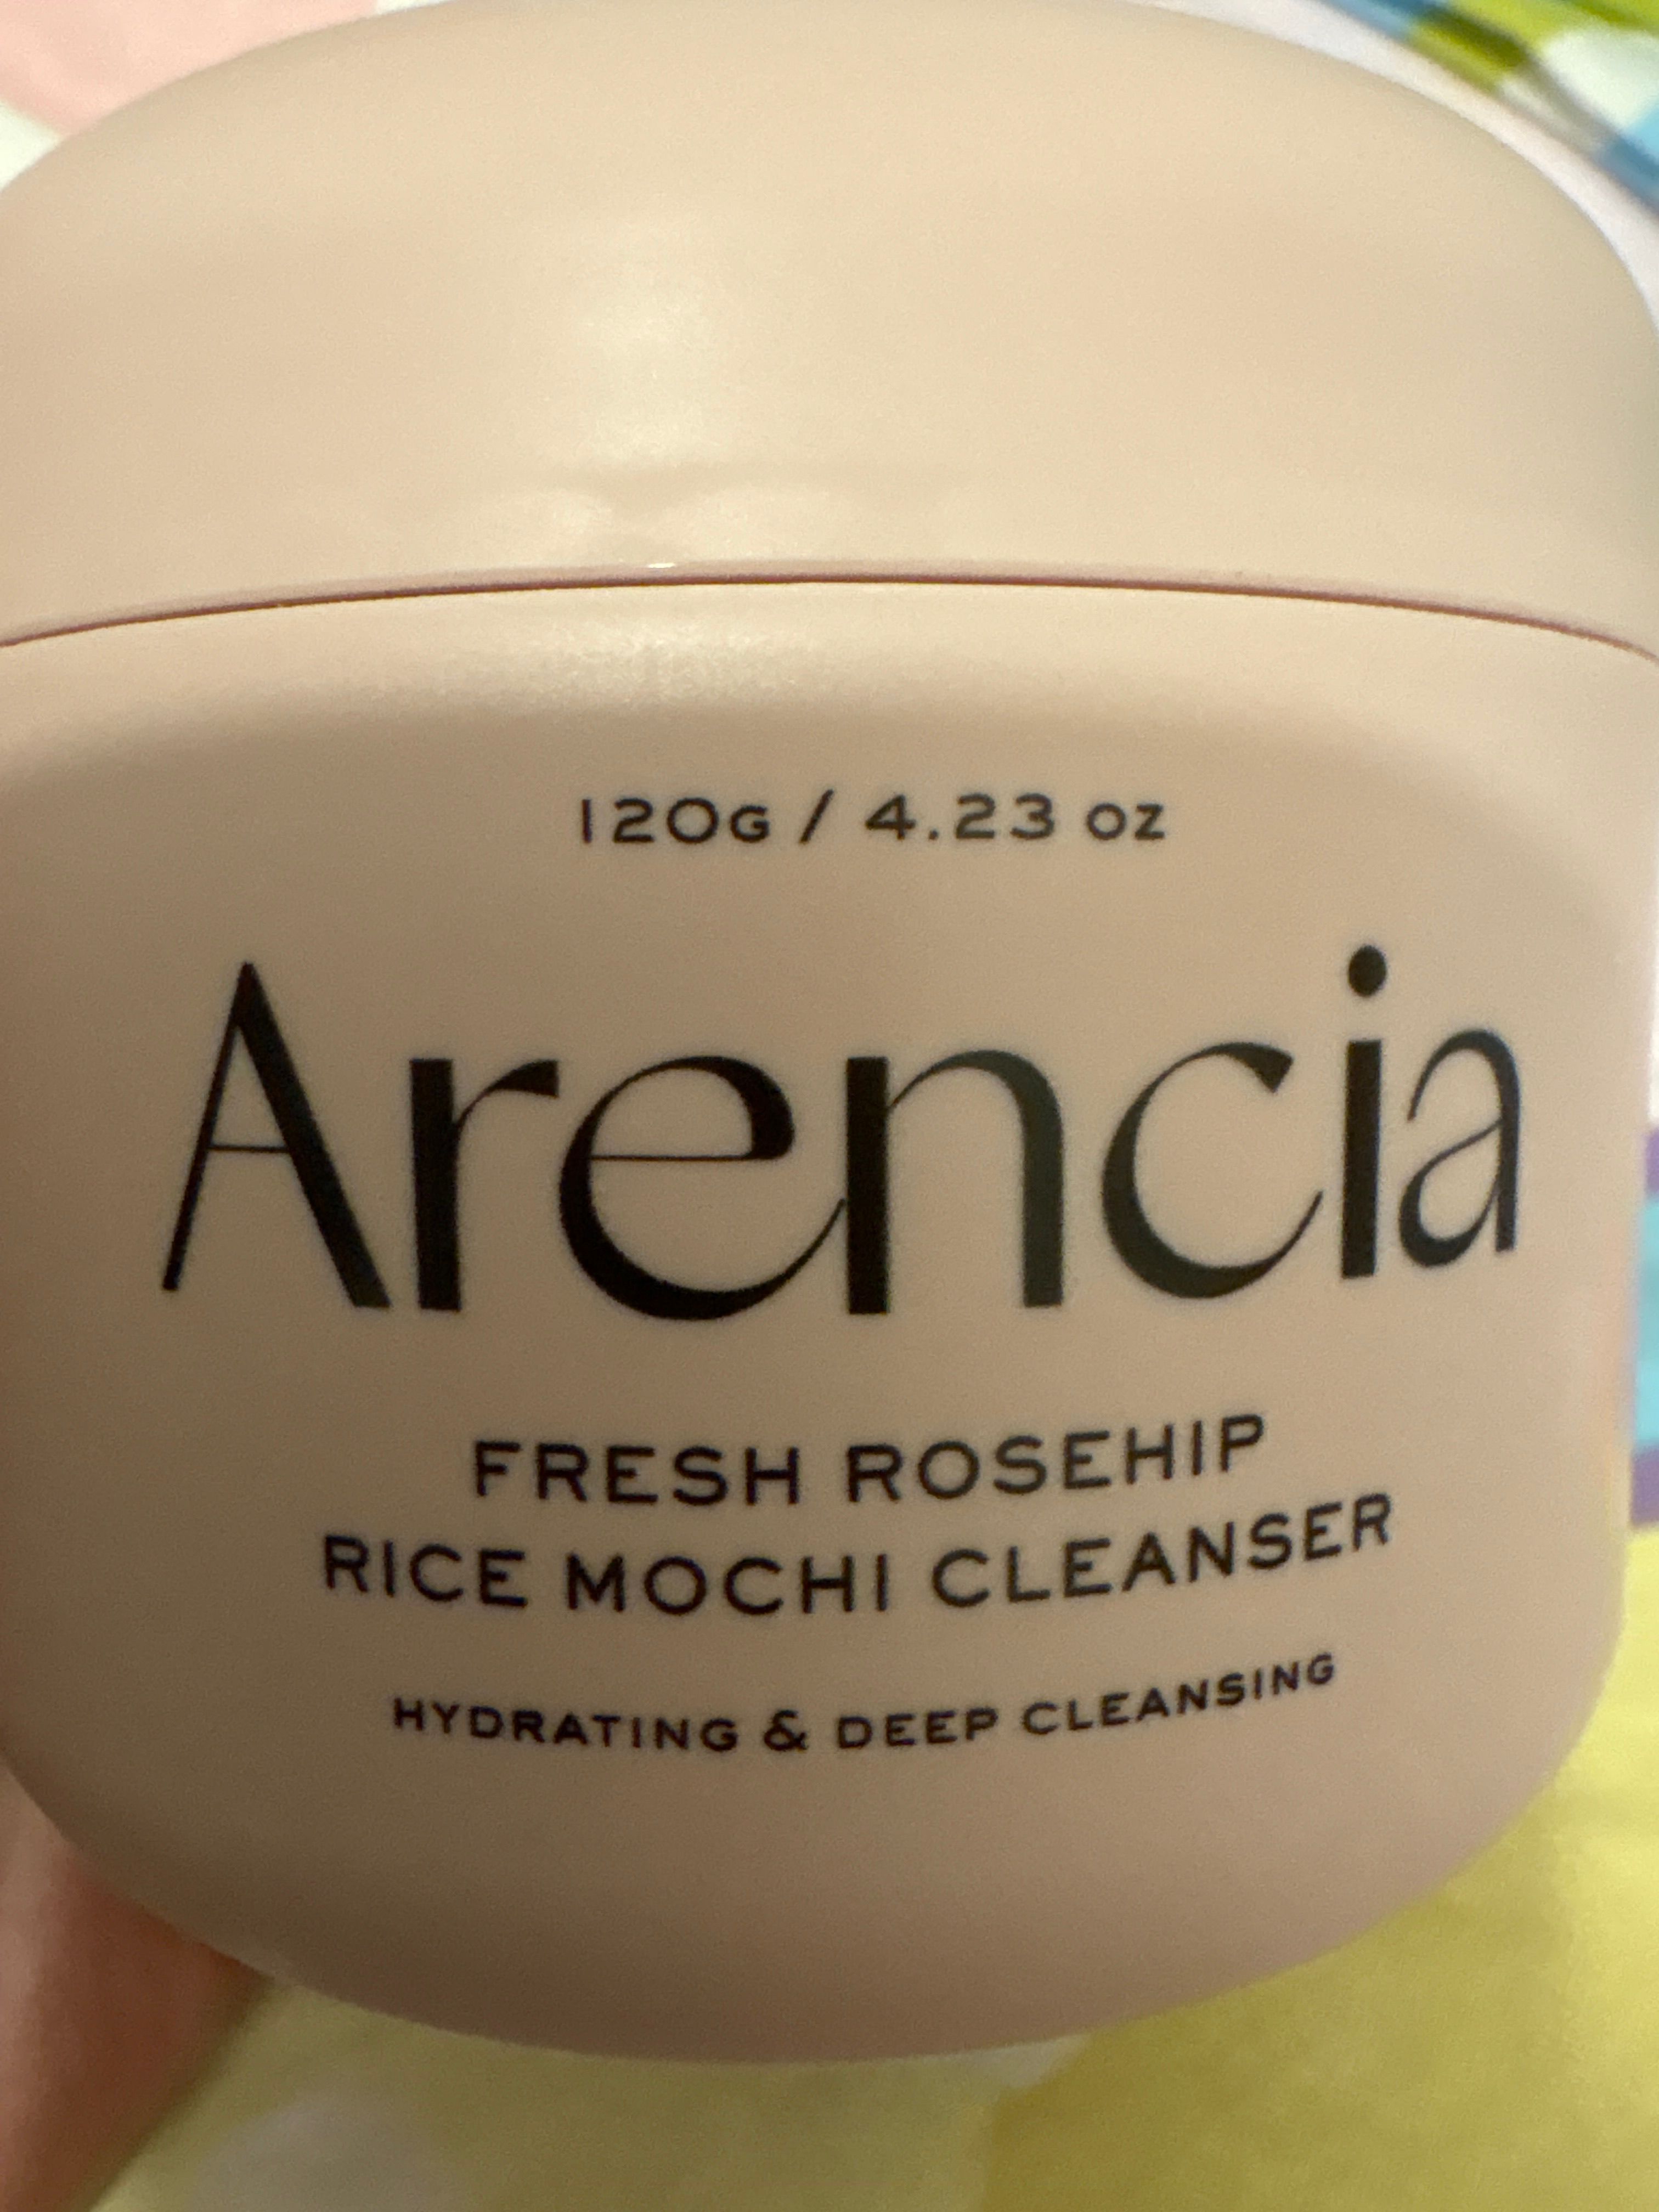 120G / 4.23 OZ
Arencia
FRESH ROSEHIP
RICE MOCHI CLEANSER
HYDRATING & DEEP CLEANSING